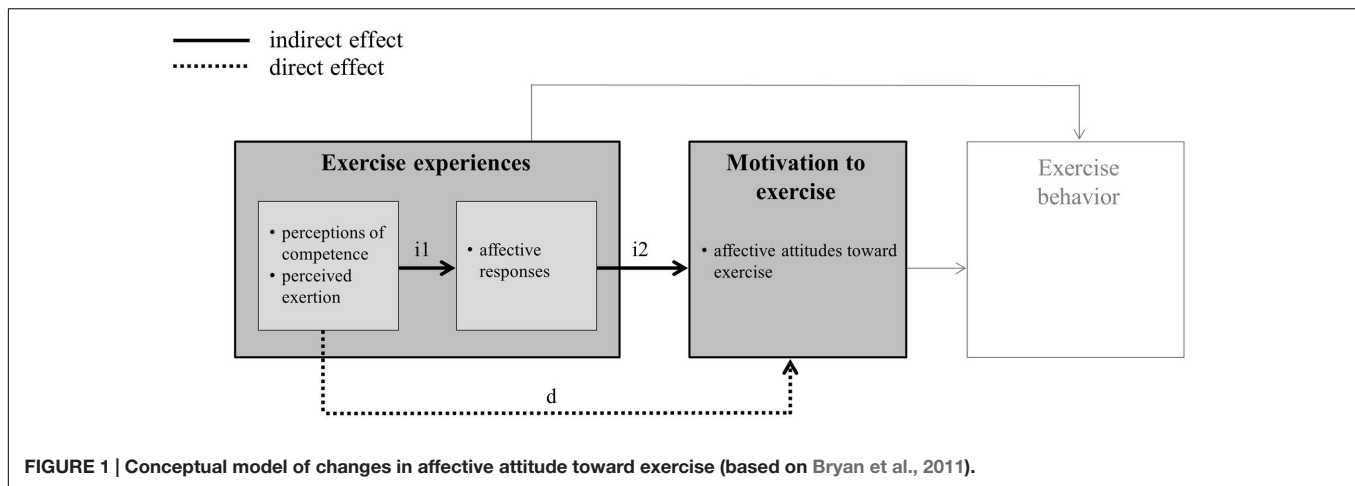 indirect effect
direct effect
Exercise experiences
• perceptions of
competence
• perceived
exertion
i1
• affective
responses
i2
Motivation to
exercise
• affective attitudes toward
exercise
Exercise
behavior
d
FIGURE 1 | Conceptual model of changes in affective attitude toward exercise (based on Bryan et al., 2011).